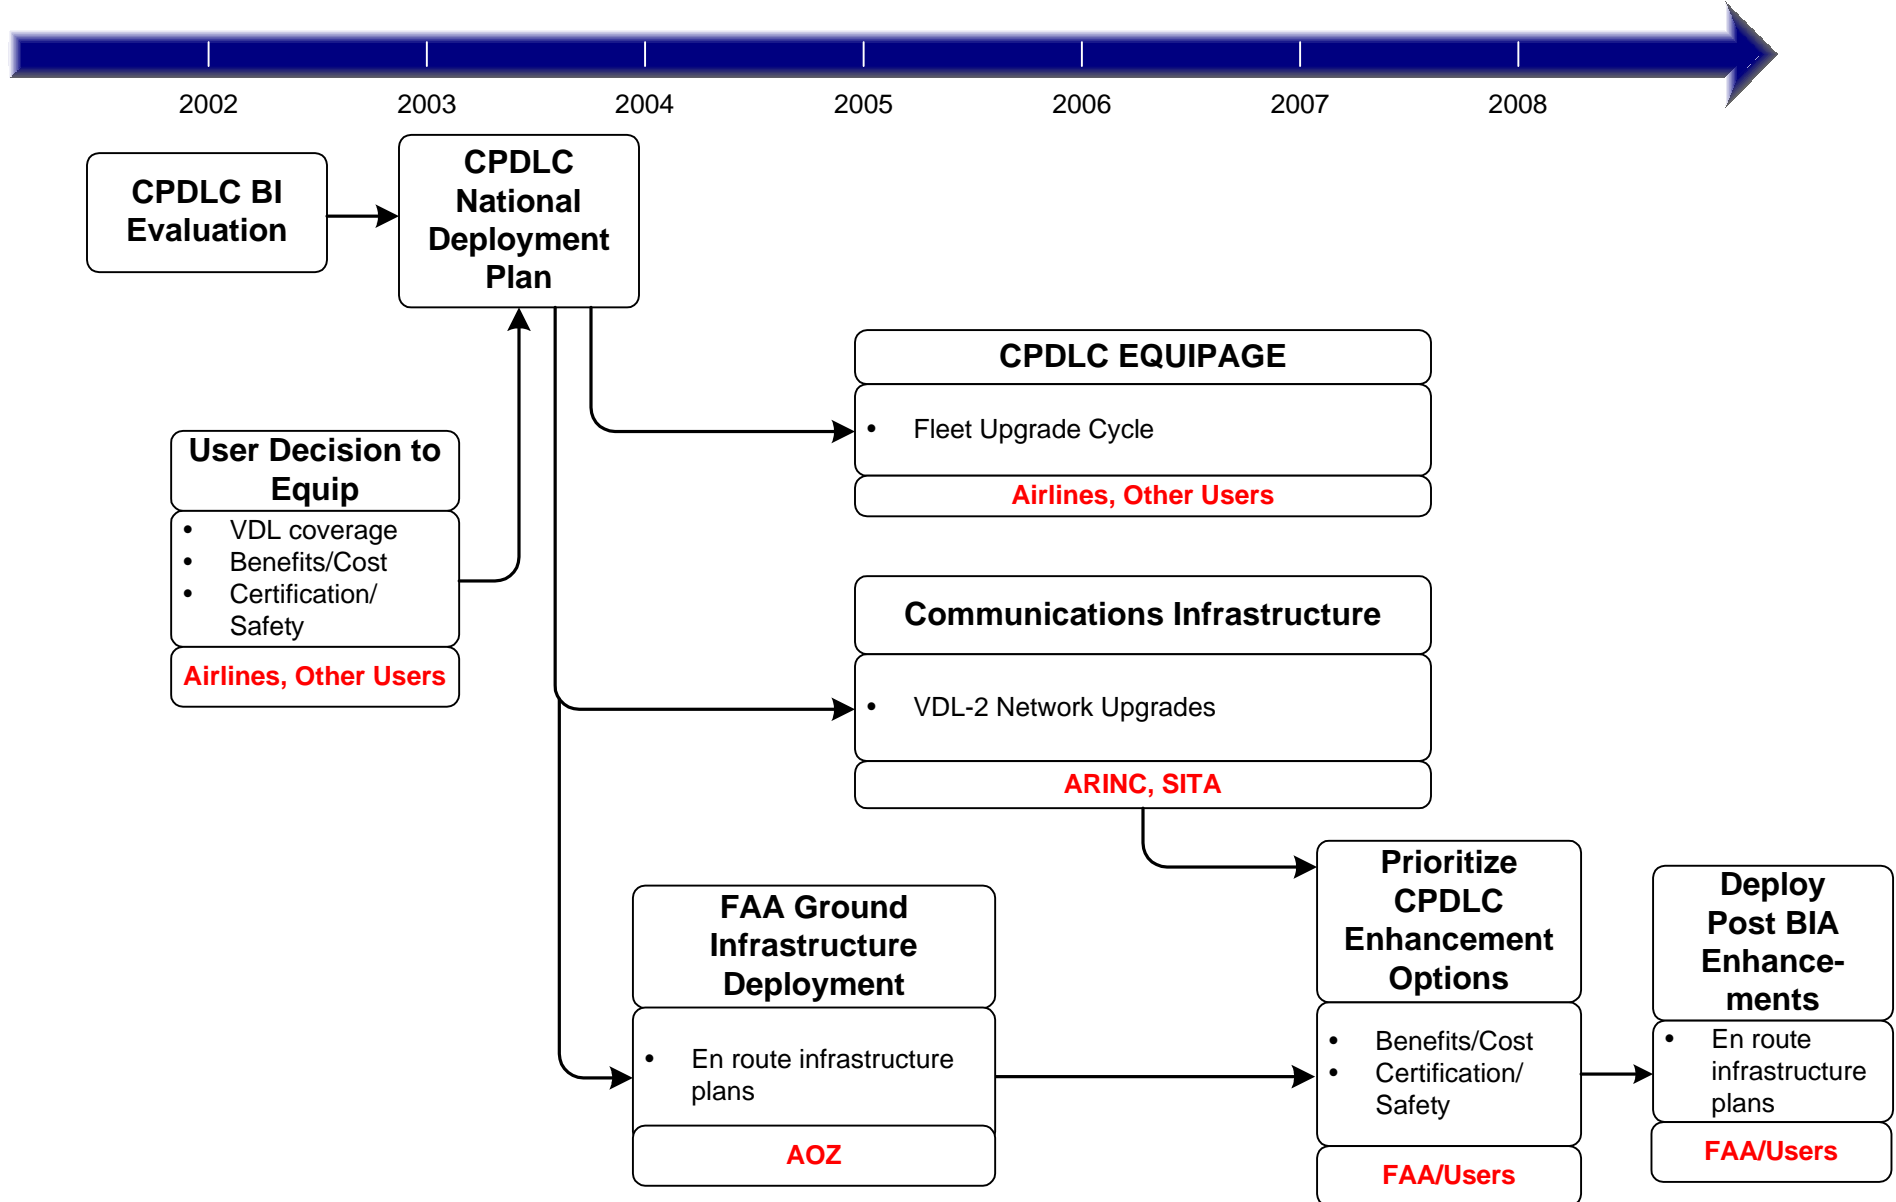 2002 2003 2004 2005 2006 2007 2008
CPDLC BI
Evaluation
CPDLC
National
Deployment
Plan
CPDLC EQUIPAGE
• Fleet Upgrade Cycle
Airlines, Other Users
User Decision to
Equip
• VDL coverage
• Benefits/Cost
• Certification/
Safety
Airlines, Other Users
Communications Infrastructure
• VDL-2 Network Upgrades
ARINC, SITA
FAA Ground
Infrastructure
Deployment
• En route infrastructure
plans
AOZ
Prioritize
CPDLC
Enhancement
Options
• Benefits/Cost
• Certification/
Safety
FAA/Users
Deploy
Post BIA
Enhance-
ments
• En route
infrastructure
plans
FAA/Users